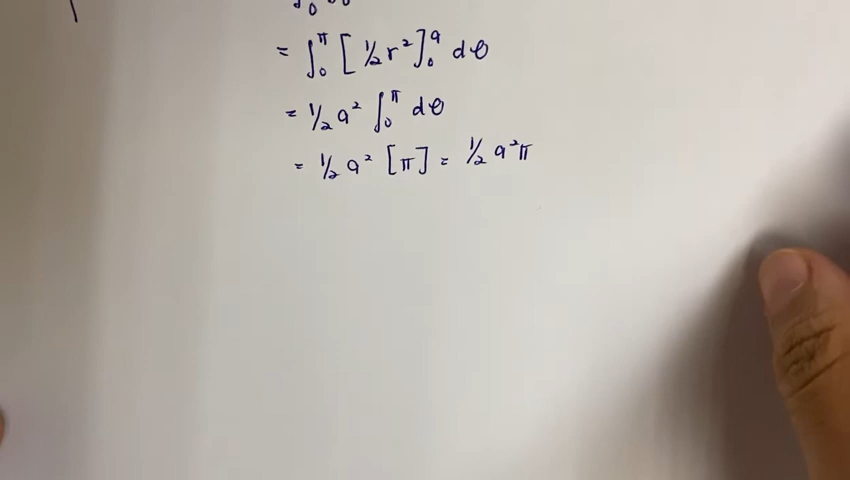 = ∫₀^π [½r²]₀^a dθ
= ½a² ∫₀^π dθ
= ½a² [π] = ½a²π